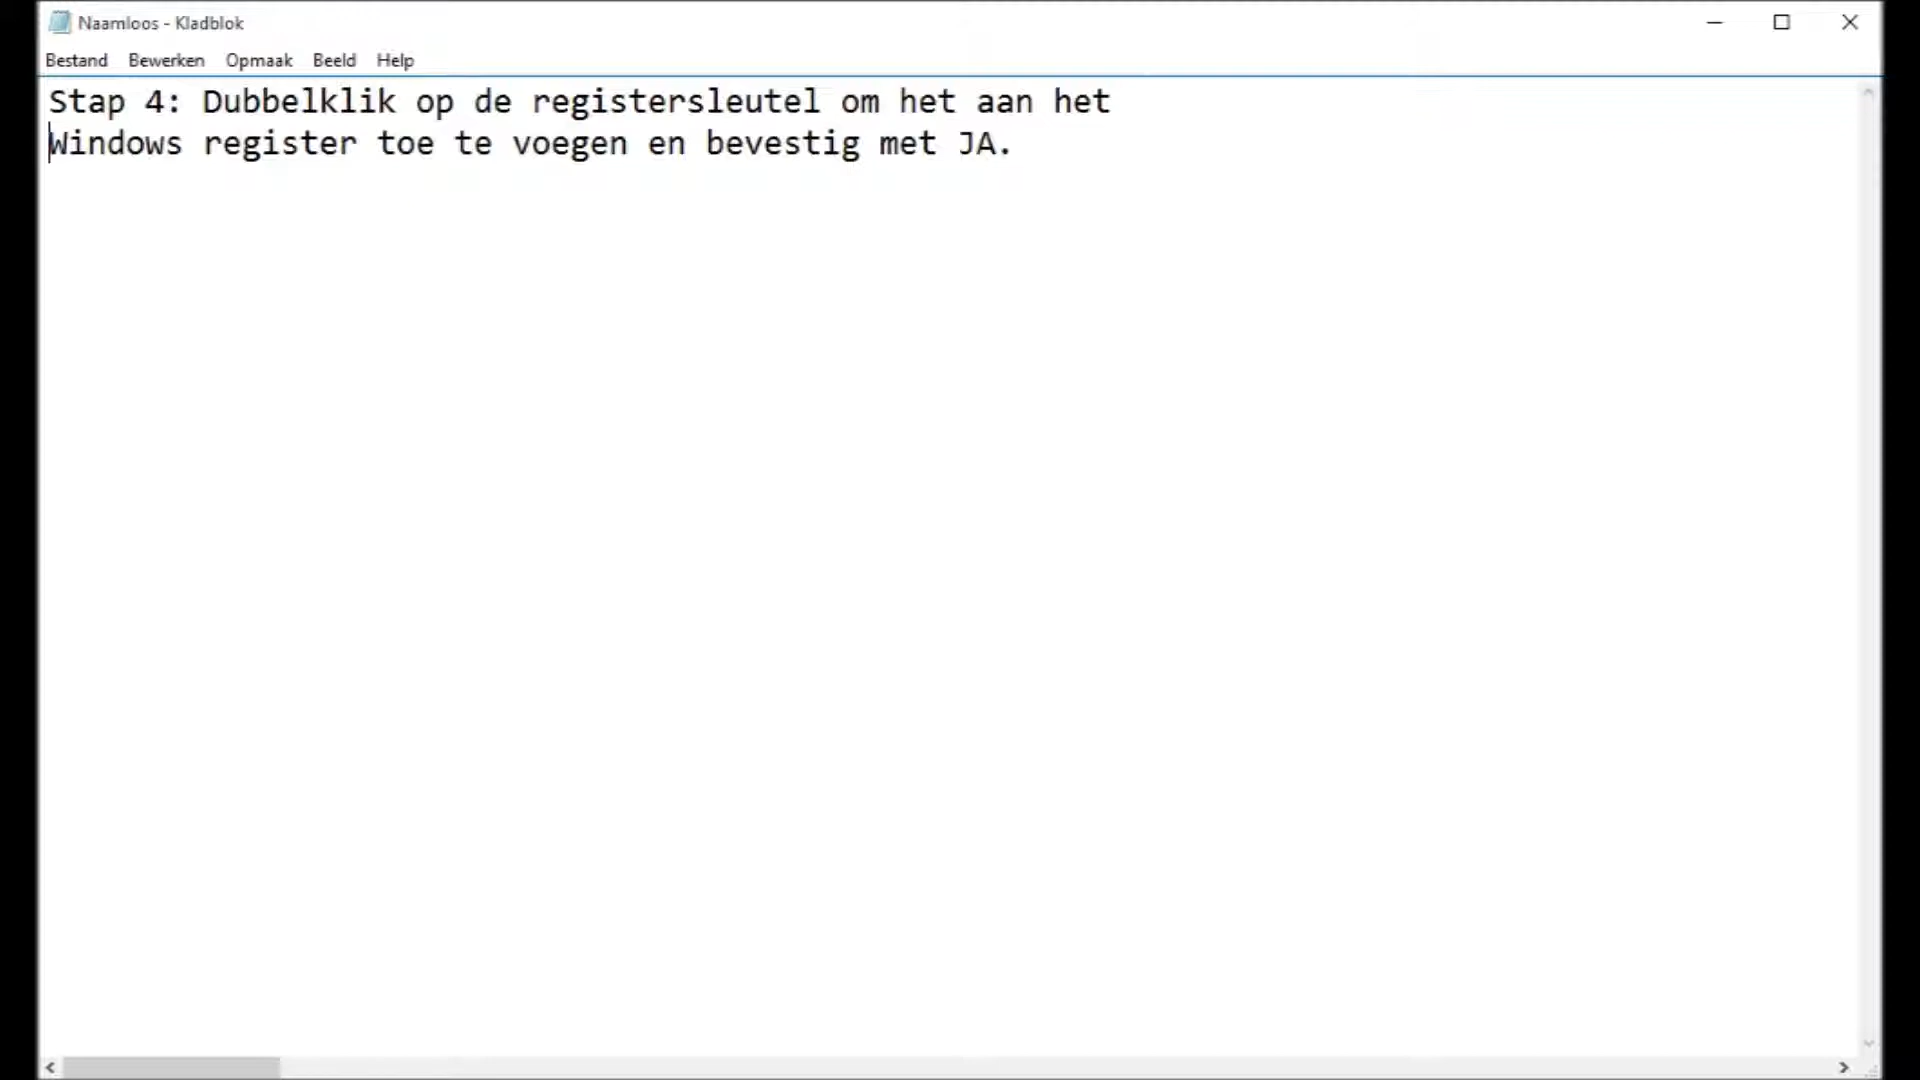 Naamloos - Kladblok
Bestand Bewerken Opmaak Beeld Help
Stap 4: Dubbelklik op de registersleutel om het aan het
Windows register toe te voegen en bevestig met JA.